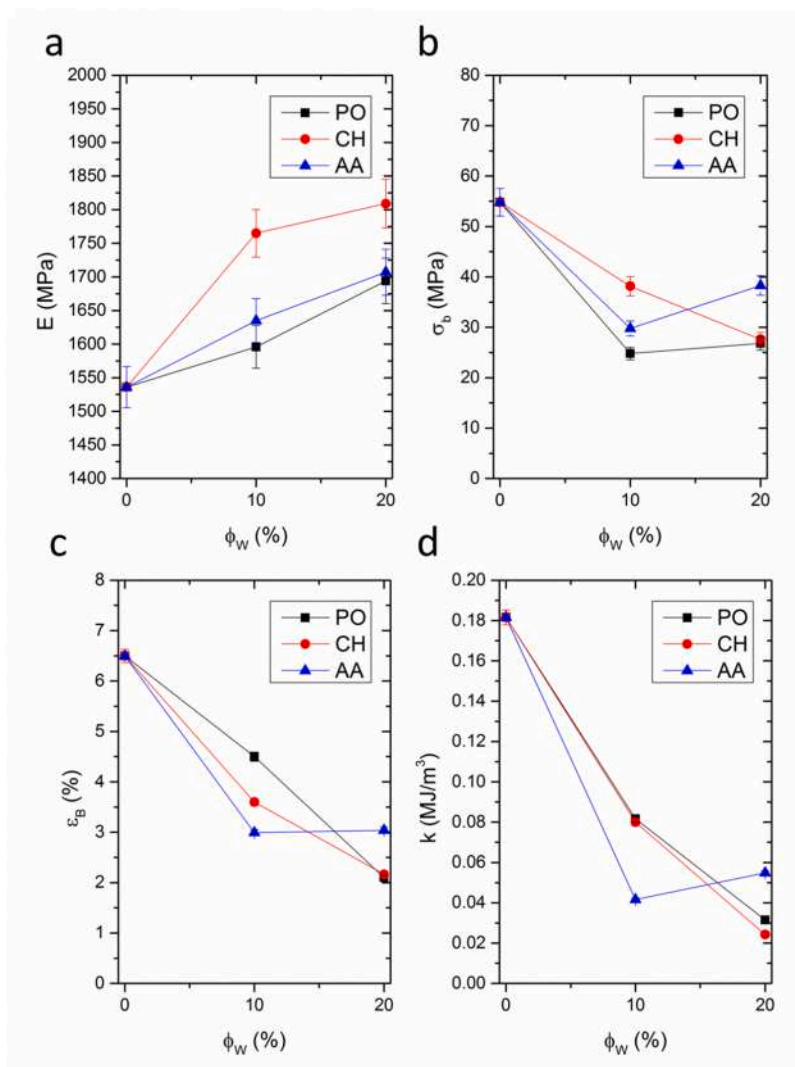 a
2000
1950
1900
1850
1800
1750
1700
1650
1600
1550
1500
1450
1400
E (MPa)
PO
CH
AA
0
10
20
ϕW (%)
b
80
70
60
50
40
30
20
10
0
σb (MPa)
PO
CH
AA
0
10
20
ϕW (%)
c
8
7
6
5
4
3
2
1
0
εB (%)
PO
CH
AA
0
10
20
ϕW (%)
d
0.20
0.18
0.16
0.14
0.12
0.10
0.08
0.06
0.04
0.02
0.00
k (MJ/m³)
PO
CH
AA
0
10
20
ϕW (%)